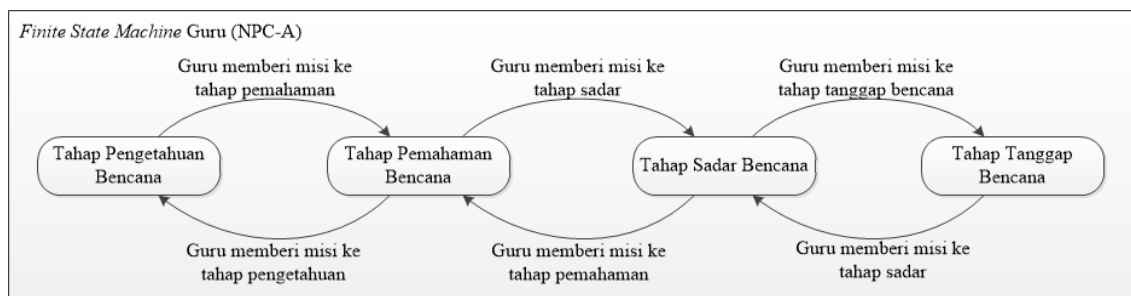 Finite State Machine Guru (NPC-A)
Guru memberi misi ke
tahap pemahaman
Guru memberi misi ke
tahap sadar
Guru memberi misi ke
tahap tanggap bencana
Tahap Pengetahuan
Bencana
Tahap Pemahaman
Bencana
Tahap Sadar Bencana
Tahap Tanggap
Bencana
Guru memberi misi ke
tahap pengetahuan
Guru memberi misi ke
tahap pemahaman
Guru memberi misi ke
tahap sadar